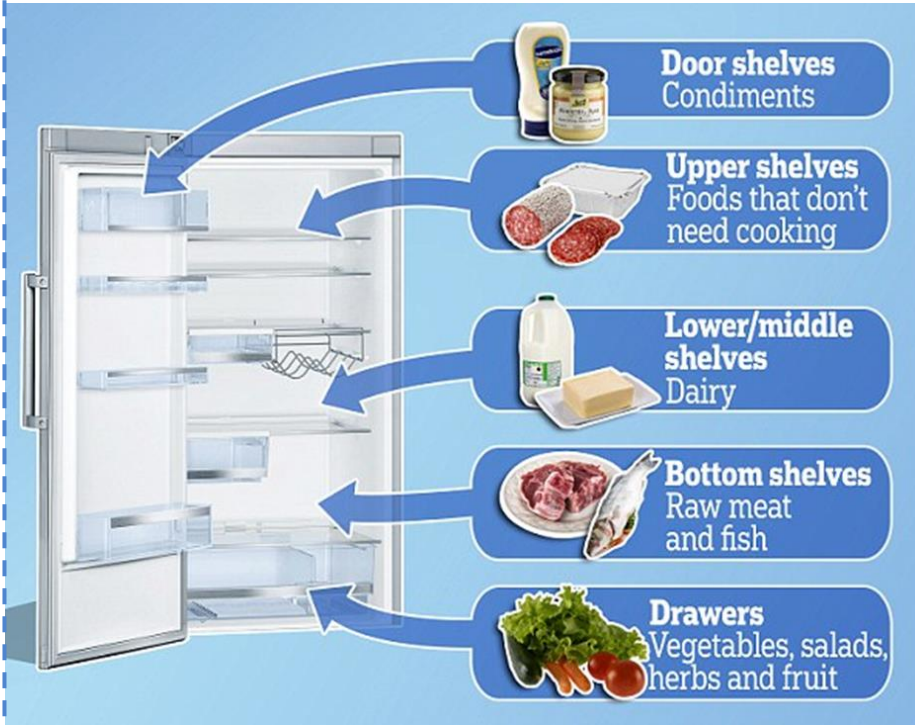 Door shelves
Condiments
Upper shelves
Foods that don't
need cooking
Lower/middle
shelves
Dairy
Bottom shelves
Raw meat
and fish
Drawers
Vegetables, salads,
herbs and fruit